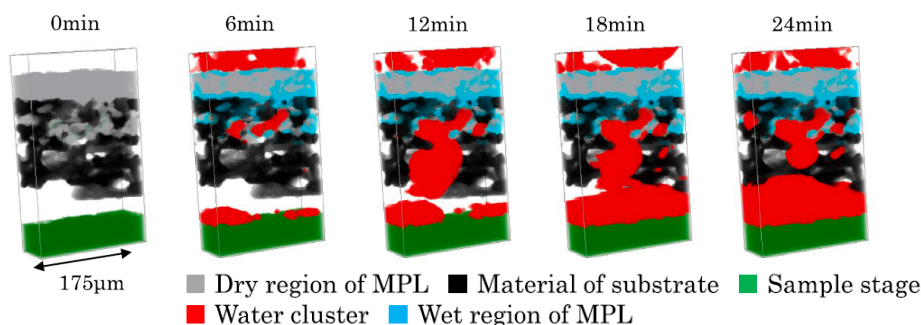 0min 6min 12min 18min 24min
175μm
Dry region of MPL Material of substrate Sample stage
Water cluster Wet region of MPL